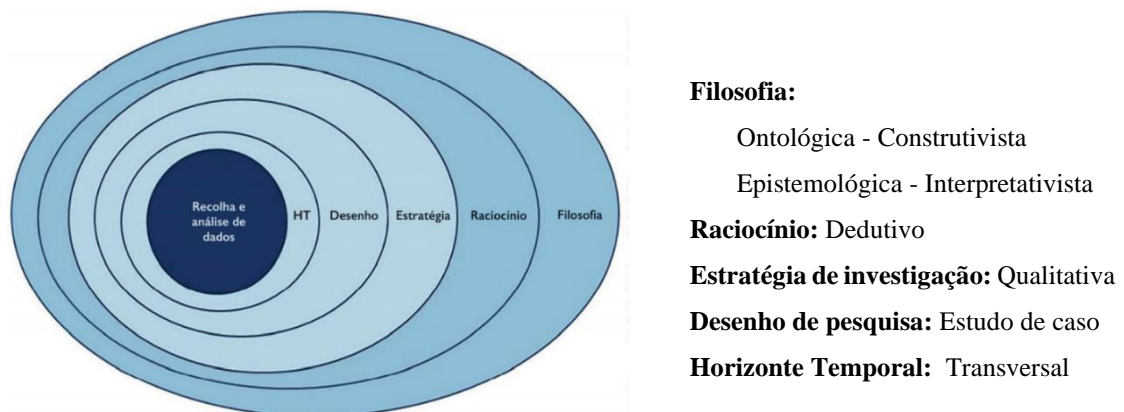 Recolha e
análise de
dados
HT
Desenho
Estratégia
Raciocínio
Filosofia
Filosofia:
Ontológica - Construtivista
Epistemológica - Interpretativista
Raciocínio: Dedutivo
Estratégia de investigação: Qualitativa
Desenho de pesquisa: Estudo de caso
Horizonte Temporal: Transversal